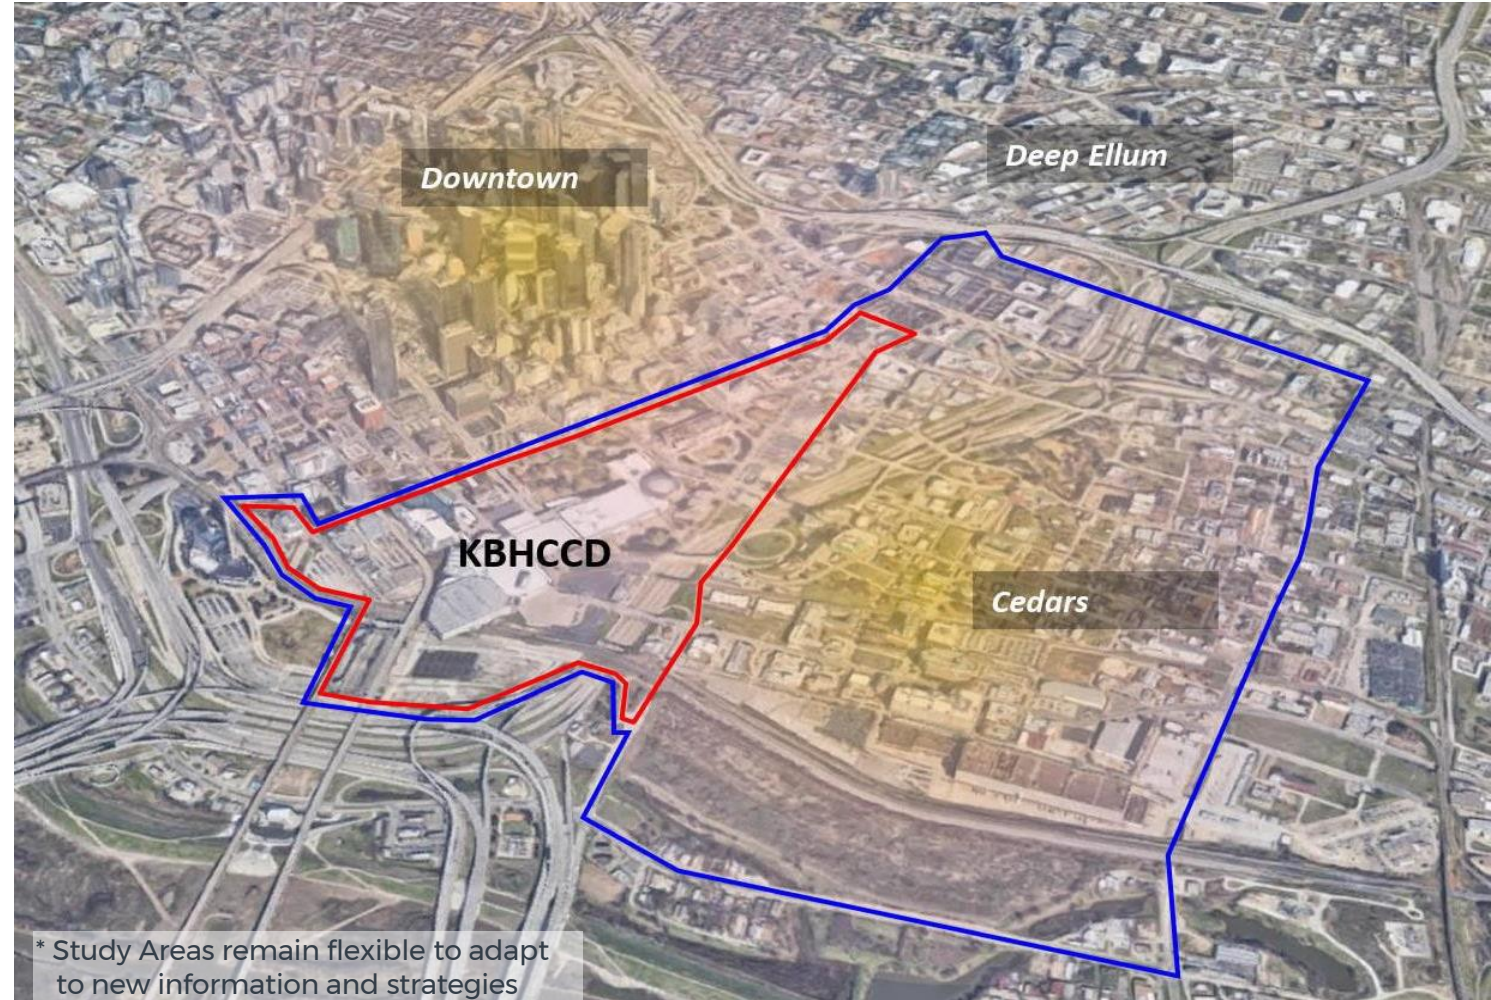 Downtown
Deep Ellum
KBHCCD
Cedars
* Study Areas remain flexible to adapt
to new information and strategies